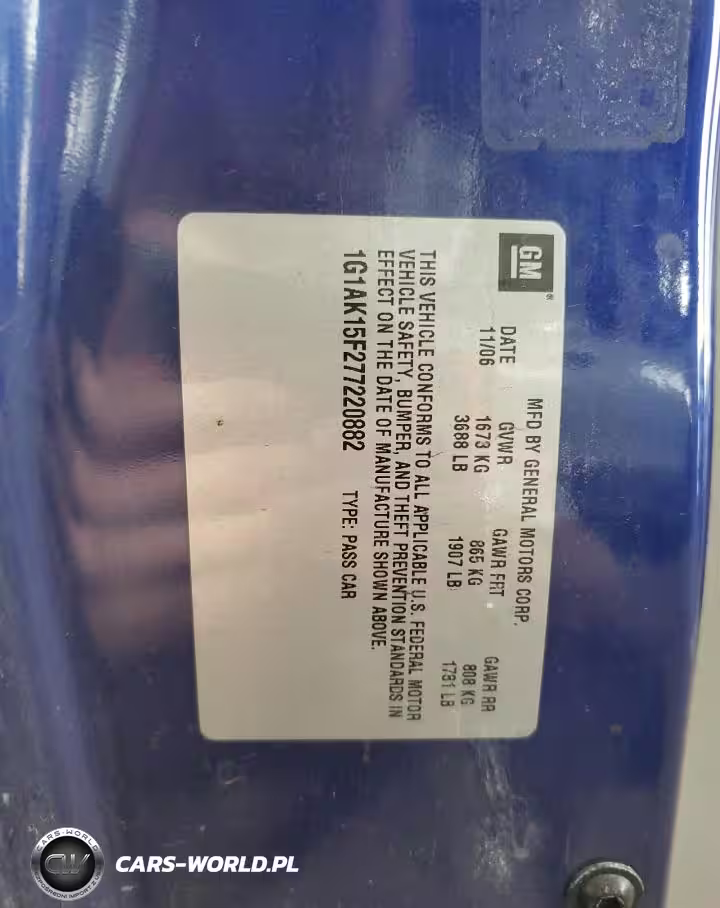 GM
MFD BY GENERAL MOTORS CORP.
DATE GVWR GAWR FRT GAWR RR
11/06 1673 KG 865 KG 808 KG
3688 LB 1907 LB 1781 LB
THIS VEHICLE CONFORMS TO ALL APPLICABLE U.S. FEDERAL MOTOR
VEHICLE SAFETY, BUMPER, AND THEFT PREVENTION STANDARDS IN
EFFECT ON THE DATE OF MANUFACTURE SHOWN ABOVE.
1G1AK15F277220882 TYPE: PASS CAR
CARS-WORLD
CW
CARS-WORLD.PL